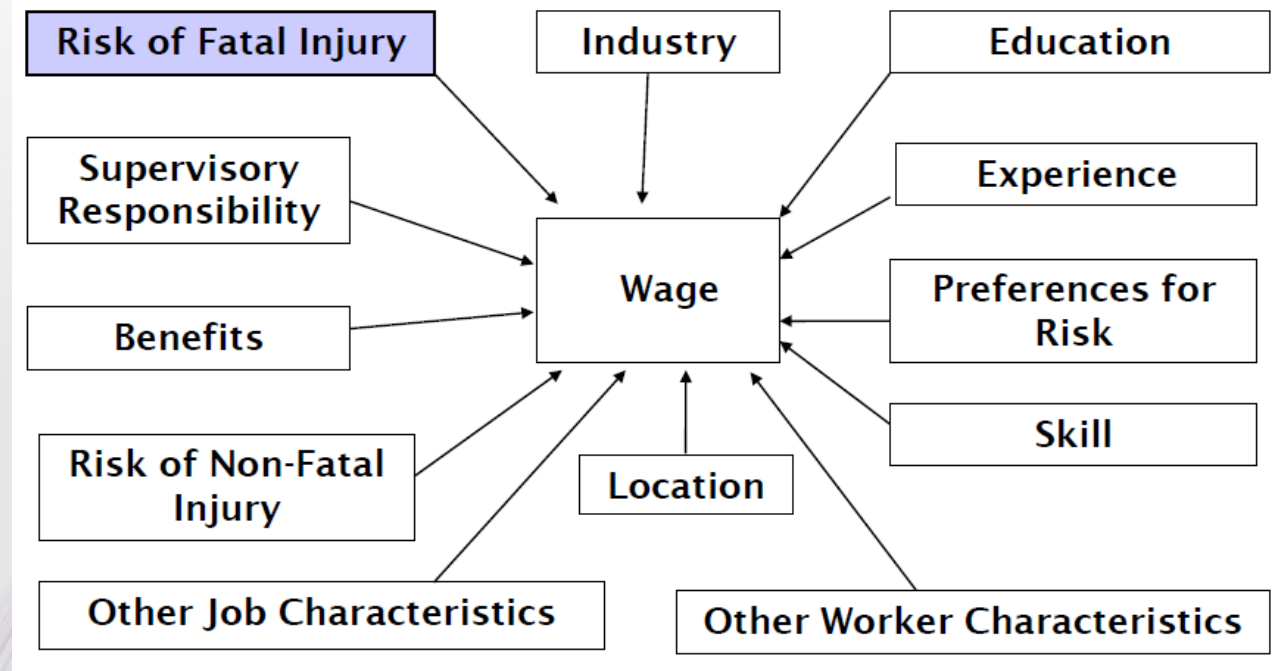 Risk of Fatal Injury
Industry
Education
Supervisory
Responsibility
Experience
Wage
Preferences for
Risk
Benefits
Skill
Risk of Non-Fatal
Injury
Location
Other Job Characteristics
Other Worker Characteristics